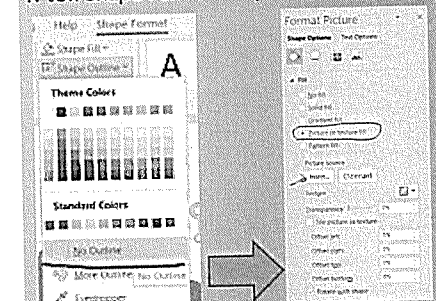 Help Shape Format
Shape Fill
Shape Outline
A
Theme Colors
Standard Colors
No Outline
More Outline
No Outline
Eyedropper
Format Picture
Shape Options Text Options
Fill
No fill
Solid fill
Gradient fill
Picture or texture fill
Pattern fill
Picture source
Insert...
Clipboard
Texture
Transparency
Tile picture as texture
Offset left
Offset right
Offset top
Offset bottom
Rotate with shape